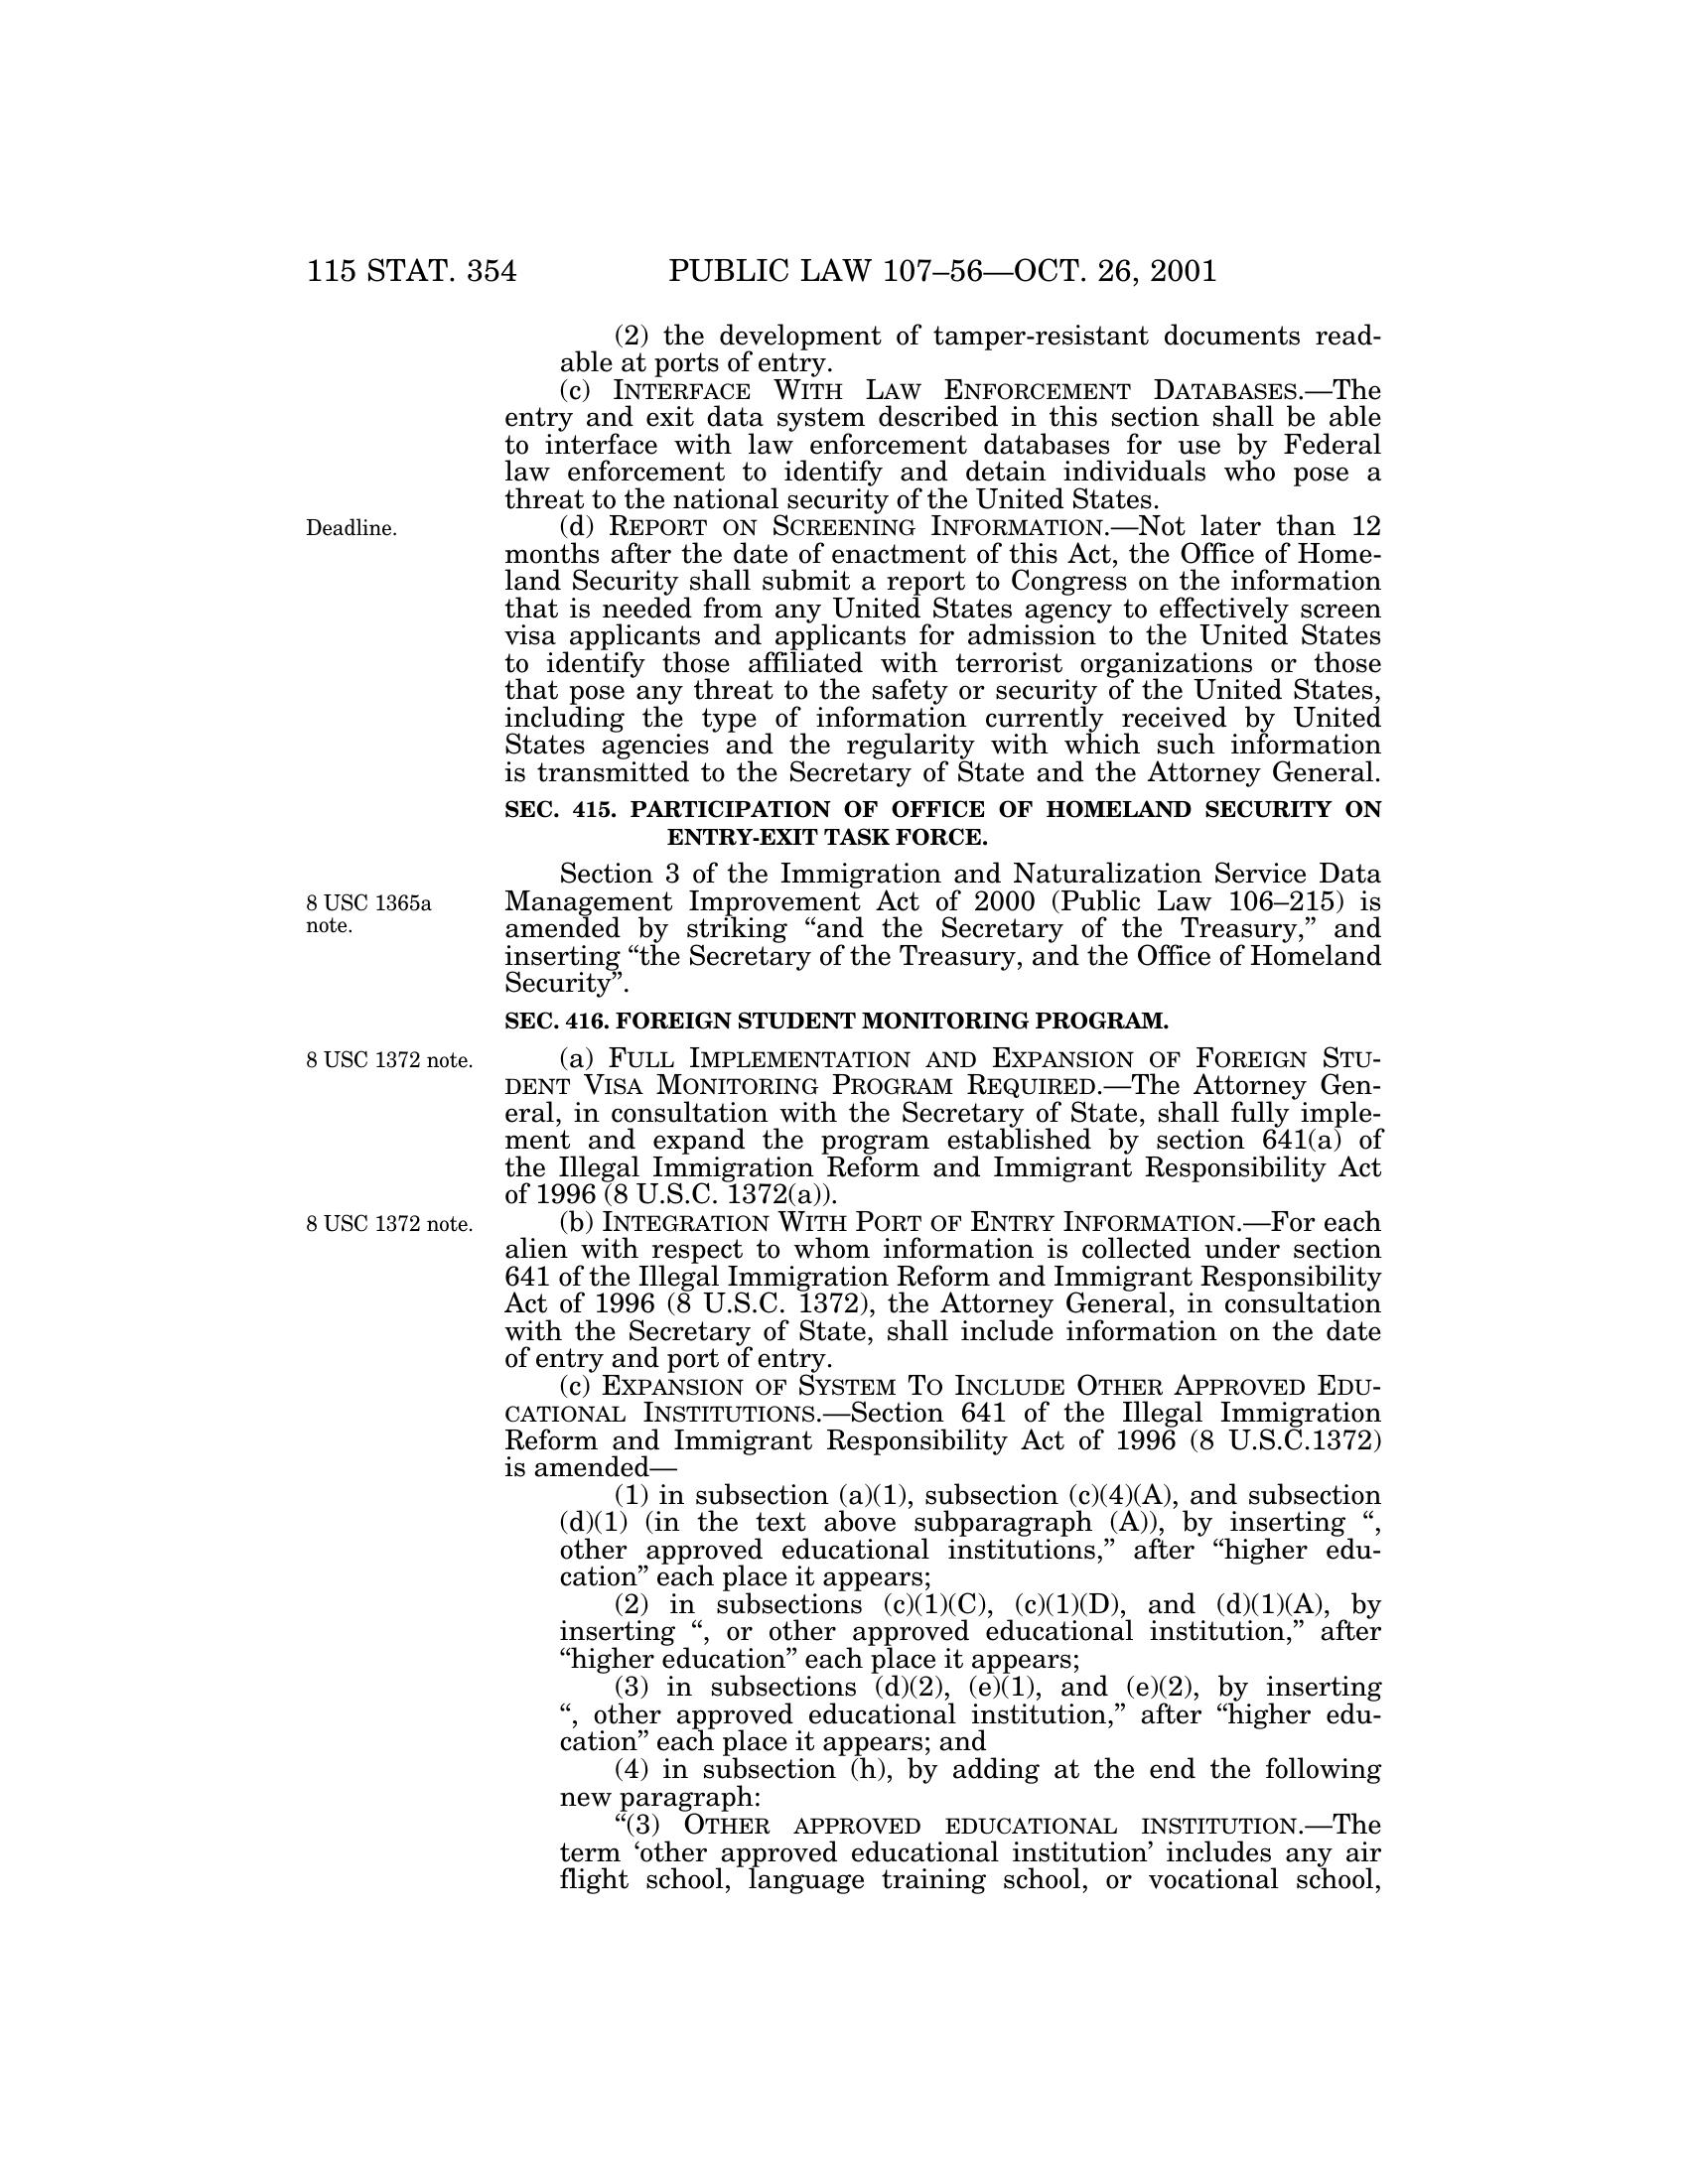 115 STAT. 354 PUBLIC LAW 107–56—OCT. 26, 2001
(2) the development of tamper-resistant documents read-
able at ports of entry.
(c) INTERFACE WITH LAW ENFORCEMENT DATABASES.—The
entry and exit data system described in this section shall be able
to interface with law enforcement databases for use by Federal
law enforcement to identify and detain individuals who pose a
threat to the national security of the United States.
Deadline.
(d) REPORT ON SCREENING INFORMATION.—Not later than 12
months after the date of enactment of this Act, the Office of Home-
land Security shall submit a report to Congress on the information
that is needed from any United States agency to effectively screen
visa applicants and applicants for admission to the United States
to identify those affiliated with terrorist organizations or those
that pose any threat to the safety or security of the United States,
including the type of information currently received by United
States agencies and the regularity with which such information
is transmitted to the Secretary of State and the Attorney General.
SEC. 415. PARTICIPATION OF OFFICE OF HOMELAND SECURITY ON
ENTRY-EXIT TASK FORCE.
Section 3 of the Immigration and Naturalization Service Data
8 USC 1365a
note.
Management Improvement Act of 2000 (Public Law 106–215) is
amended by striking “and the Secretary of the Treasury,” and
inserting “the Secretary of the Treasury, and the Office of Homeland
Security”.
SEC. 416. FOREIGN STUDENT MONITORING PROGRAM.
8 USC 1372 note.
(a) FULL IMPLEMENTATION AND EXPANSION OF FOREIGN STU-
DENT VISA MONITORING PROGRAM REQUIRED.—The Attorney Gen-
eral, in consultation with the Secretary of State, shall fully imple-
ment and expand the program established by section 641(a) of
the Illegal Immigration Reform and Immigrant Responsibility Act
of 1996 (8 U.S.C. 1372(a)).
8 USC 1372 note.
(b) INTEGRATION WITH PORT OF ENTRY INFORMATION.—For each
alien with respect to whom information is collected under section
641 of the Illegal Immigration Reform and Immigrant Responsibility
Act of 1996 (8 U.S.C. 1372), the Attorney General, in consultation
with the Secretary of State, shall include information on the date
of entry and port of entry.
(c) EXPANSION OF SYSTEM TO INCLUDE OTHER APPROVED EDU-
CATIONAL INSTITUTIONS.—Section 641 of the Illegal Immigration
Reform and Immigrant Responsibility Act of 1996 (8 U.S.C.1372)
is amended—
(1) in subsection (a)(1), subsection (c)(4)(A), and subsection
(d)(1) (in the text above subparagraph (A)), by inserting “,
other approved educational institutions,” after “higher edu-
cation” each place it appears;
(2) in subsections (c)(1)(C), (c)(1)(D), and (d)(1)(A), by
inserting “, or other approved educational institution,” after
“higher education” each place it appears;
(3) in subsections (d)(2), (e)(1), and (e)(2), by inserting
“, other approved educational institution,” after “higher edu-
cation” each place it appears; and
(4) in subsection (h), by adding at the end the following
new paragraph:
“(3) OTHER APPROVED EDUCATIONAL INSTITUTION.—The
term ‘other approved educational institution’ includes any air
flight school, language training school, or vocational school,